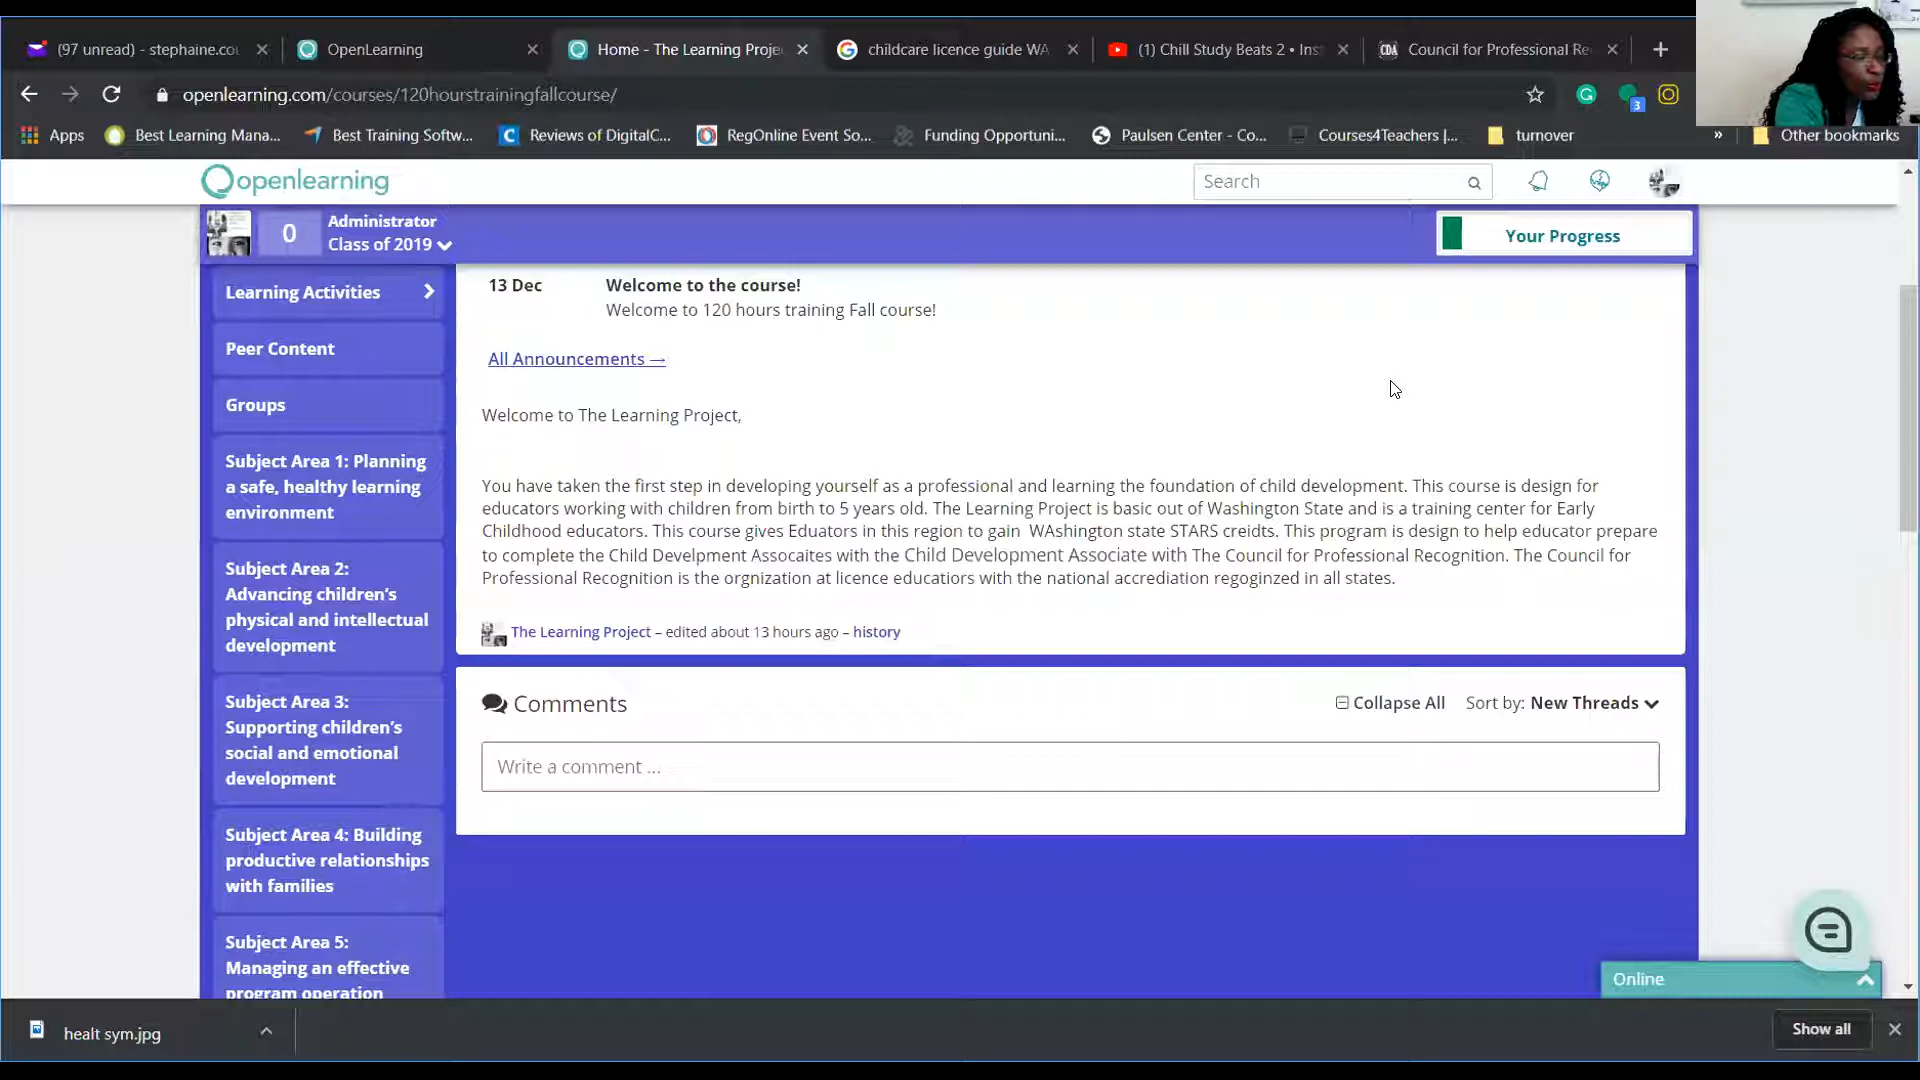 (97 unread) - stephaine.cou
OpenLearning
Home - The Learning Proje
childcare licence guide WA
(1) Chill Study Beats 2 • Inst
CDA Council for Professional Re
openlearning.com/courses/120hourstrainingfallcourse/
3
Apps
Best Learning Mana...
Best Training Softw...
Reviews of DigitalC...
RegOnline Event So...
Funding Opportuni...
Paulsen Center - Co...
Courses4Teachers |...
turnover
»
Other bookmarks
openlearning
Search
0
Administrator
Class of 2019
Your Progress
Learning Activities
Peer Content
Groups
Subject Area 1: Planning
a safe, healthy learning
environment
Subject Area 2:
Advancing children's
physical and intellectual
development
Subject Area 3:
Supporting children's
social and emotional
development
Subject Area 4: Building
productive relationships
with families
Subject Area 5:
Managing an effective
program operation
13 Dec
Welcome to the course!
Welcome to 120 hours training Fall course!
All Announcements →
Welcome to The Learning Project,
You have taken the first step in developing yourself as a professional and learning the foundation of child development. This course is design for
educators working with children from birth to 5 years old. The Learning Project is basic out of Washington State and is a training center for Early
Childhood educators. This course gives Eduators in this region to gain WAshington state STARS creidts. This program is design to help educator prepare
to complete the Child Develpment Assocaites with the Child Development Associate with The Council for Professional Recognition. The Council for
Professional Recognition is the orgnization at licence educatiors with the national accrediation regoginzed in all states.
The Learning Project – edited about 13 hours ago – history
Comments
Collapse All
Sort by: New Threads
Write a comment ...
Online
healt sym.jpg
Show all